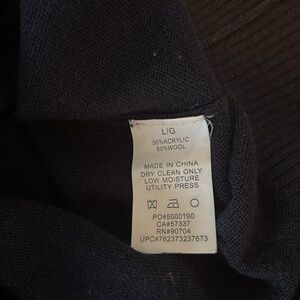 L/G
50%ACRYLIC
50%WOOL
MADE IN CHINA
DRY CLEAN ONLY
LOW MOISTURE
UTILITY PRESS
PO#5000190
CA#57337
RN#90704
UPC#762373237673